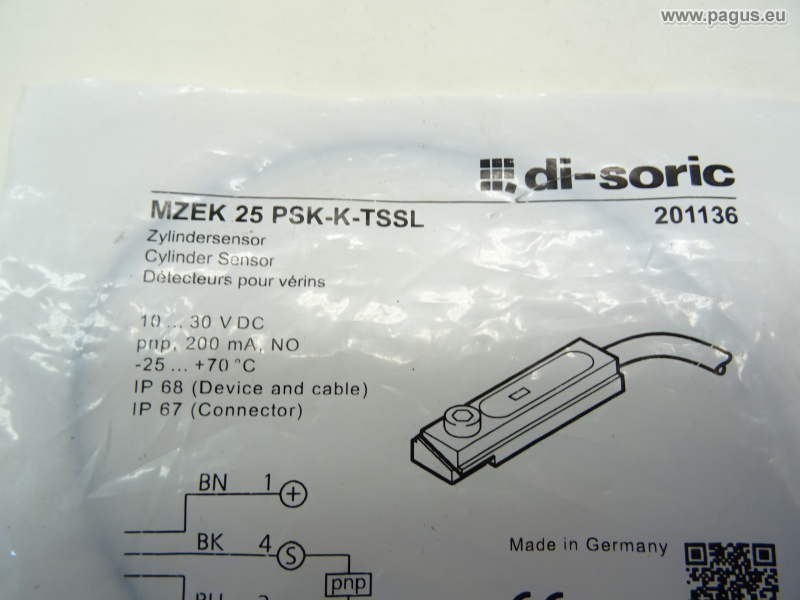 www.pagus.eu
di-soric
MZEK 25 PSK-K-TSSL 201136
Zylindersensor
Cylinder Sensor
Détecteurs pour vérins
10 ... 30 V DC
pnp, 200 mA, NO
-25 ... +70 °C
IP 68 (Device and cable)
IP 67 (Connector)
BN 1 +
BK 4 S
Made in Germany
pnp